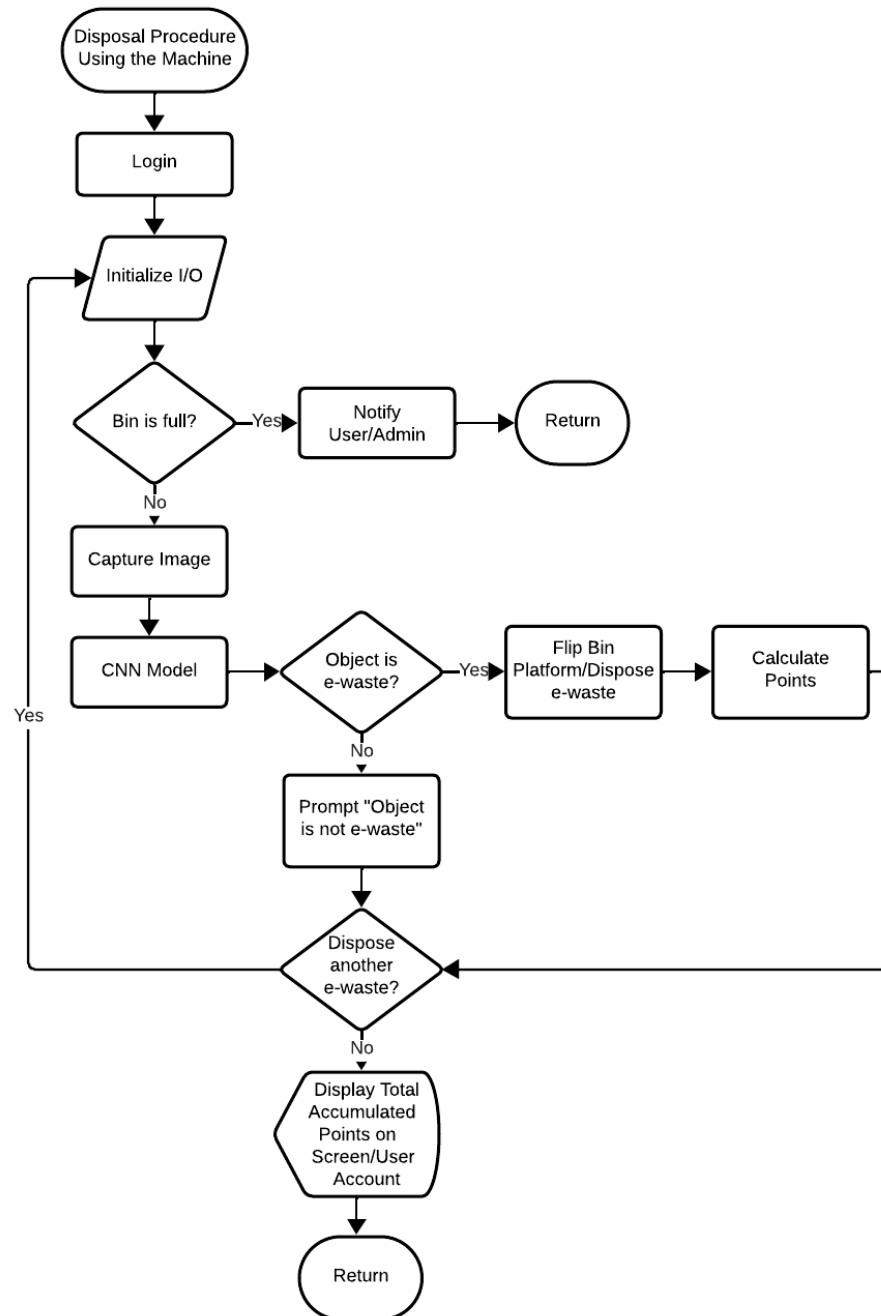 Disposal Procedure
Using the Machine
Login
Initialize I/O
Bin is full?
Yes
Notify
User/Admin
Return
No
Capture Image
CNN Model
Object is
e-waste?
Yes
Flip Bin
Platform/Dispose
e-waste
Calculate
Points
Yes
No
Prompt "Object
is not e-waste"
Dispose
another
e-waste?
No
Display Total
Accumulated
Points on
Screen/User
Account
Return